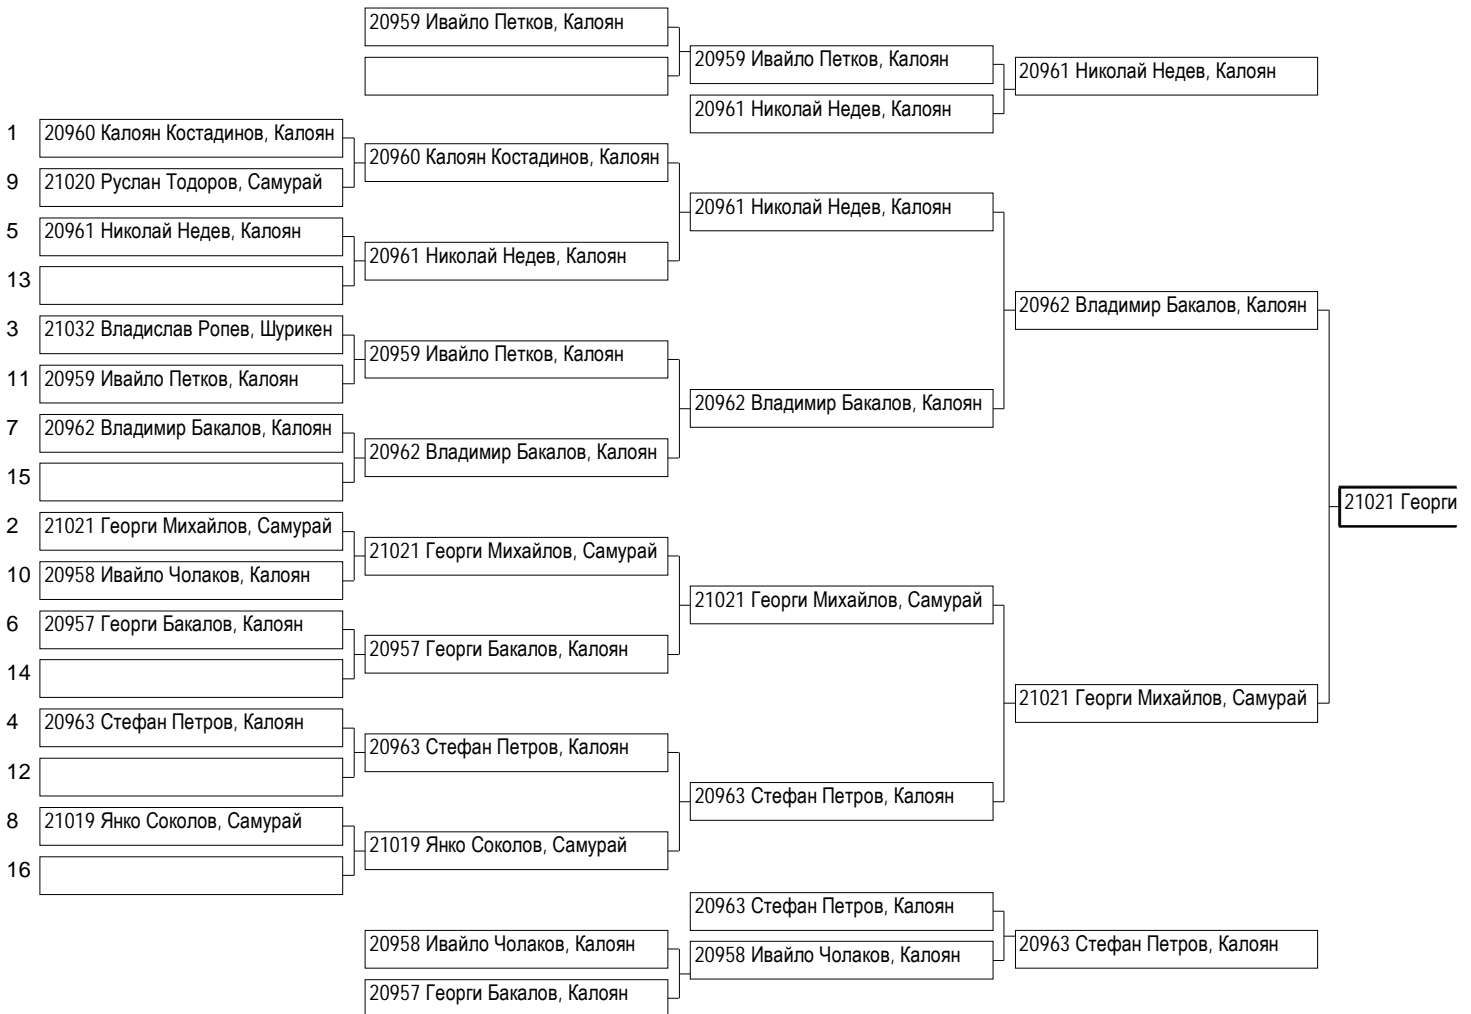 20959 Ивайло Петков, Калоян
20959 Ивайло Петков, Калоян
20961 Николай Недев, Калоян
20961 Николай Недев, Калоян
1 20960 Калоян Костадинов, Калоян
20960 Калоян Костадинов, Калоян
9 21020 Руслан Тодоров, Самурай
20961 Николай Недев, Калоян
5 20961 Николай Недев, Калоян
20961 Николай Недев, Калоян
13
20962 Владимир Бакалов, Калоян
3 21032 Владислав Ропев, Шурикен
20959 Ивайло Петков, Калоян
11 20959 Ивайло Петков, Калоян
20962 Владимир Бакалов, Калоян
7 20962 Владимир Бакалов, Калоян
20962 Владимир Бакалов, Калоян
15
21021 Георги
2 21021 Георги Михайлов, Самурай
21021 Георги Михайлов, Самурай
10 20958 Ивайло Чолаков, Калоян
21021 Георги Михайлов, Самурай
6 20957 Георги Бакалов, Калоян
20957 Георги Бакалов, Калоян
14
21021 Георги Михайлов, Самурай
4 20963 Стефан Петров, Калоян
20963 Стефан Петров, Калоян
12
20963 Стефан Петров, Калоян
8 21019 Янко Соколов, Самурай
21019 Янко Соколов, Самурай
16
20963 Стефан Петров, Калоян
20958 Ивайло Чолаков, Калоян
20963 Стефан Петров, Калоян
20958 Ивайло Чолаков, Калоян
20957 Георги Бакалов, Калоян